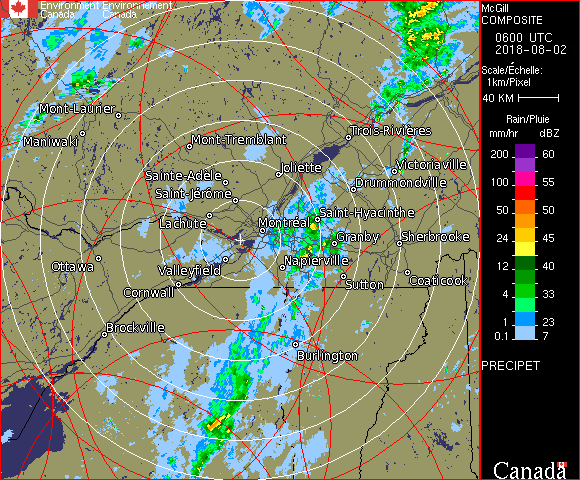 Environment Environnement
Canada Canada
McGill
COMPOSITE
0600 UTC
2018-08-02
Scale/Échelle:
1km/Pixel
40 KM
Rain/Pluie
mm/hr dBZ
200 60
150 57
100 55
50 50
24 45
12 40
4 33
1 23
0.1 7
PRECIPET
Canada
Mont-Laurier
Maniwaki
Mont-Tremblant
Trois-Rivières
Joliette
Victoriaville
Sainte-Adèle
Drummondville
Saint-Jérôme
Saint-Hyacinthe
Lachute
Montréal
Granby
Sherbrooke
Ottawa
Valleyfield
Napierville
Sutton
Coaticook
Cornwall
Brockville
Burlington